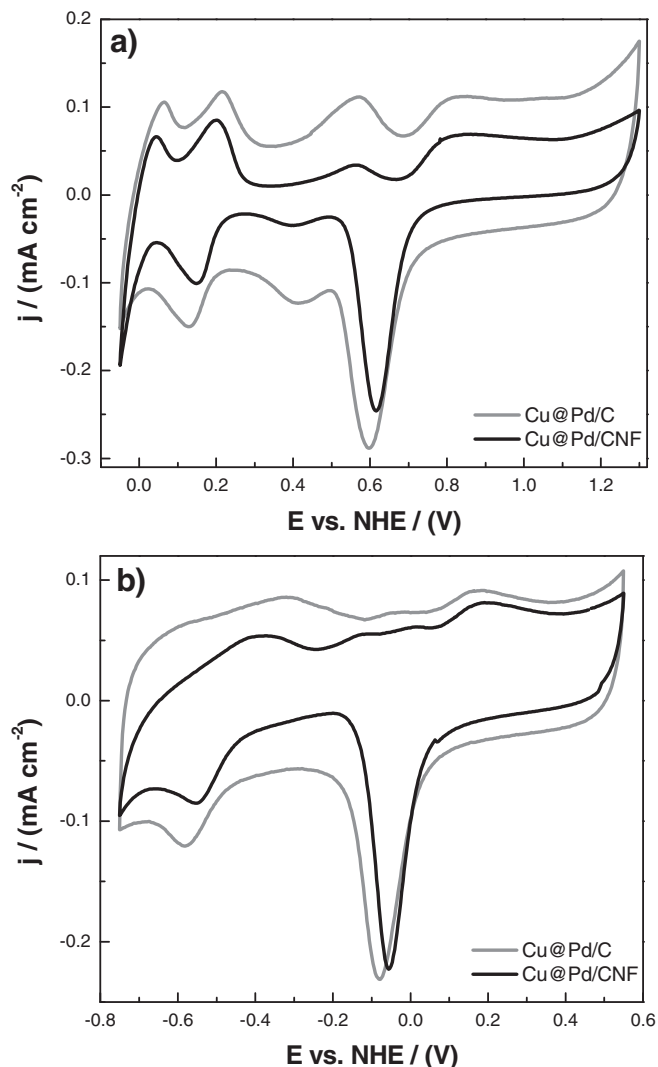 a)
0.2
0.1
0.0
-0.1
-0.2
-0.3
j / (mA cm⁻²)
Cu@Pd/C
Cu@Pd/CNF
0.0 0.2 0.4 0.6 0.8 1.0 1.2
E vs. NHE / (V)
b)
0.1
0.0
-0.1
-0.2
j / (mA cm⁻²)
Cu@Pd/C
Cu@Pd/CNF
-0.8 -0.6 -0.4 -0.2 0.0 0.2 0.4 0.6
E vs. NHE / (V)